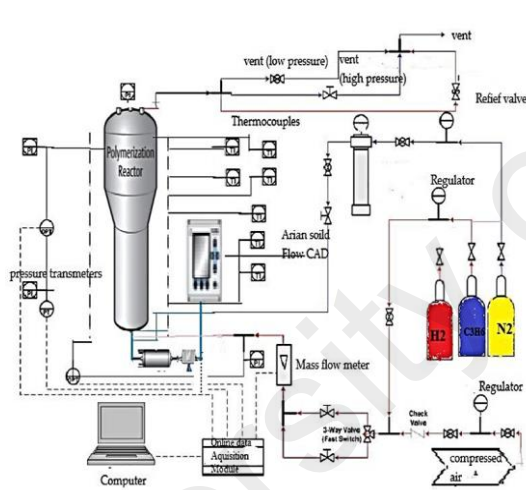 vent
vent (low pressure)
vent
(high pressure)
Refief valve
Thermocouples
Polymerization
Reactor
Regulator
Arian soild
Flow CAD
pressure transmeters
H2
C3H6
N2
Mass flow meter
Regulator
3-Way Valve
(Fast Switch)
Check
Valve
compressed
air
Computer
Online data
Aquisition
Module